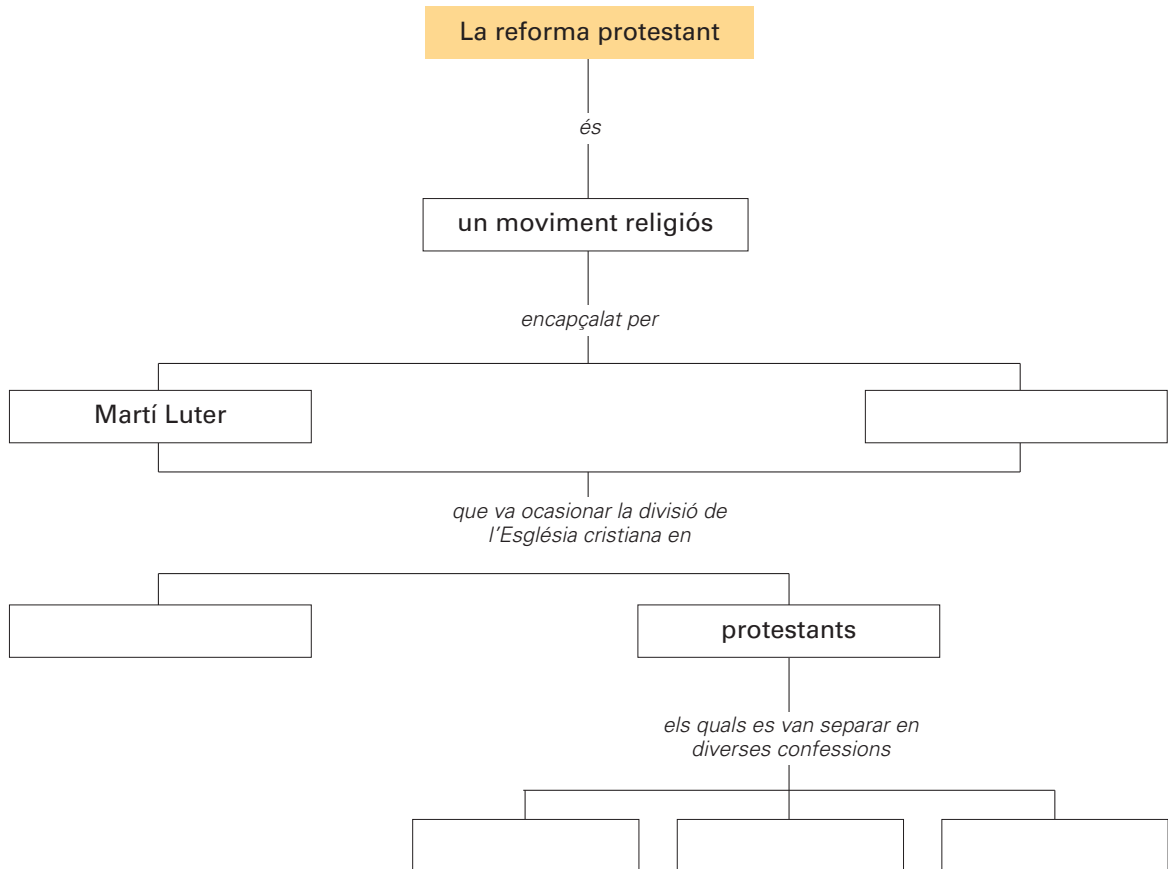 La reforma protestant
és
un moviment religiós
encapçalat per
Martí Luter
que va ocasionar la divisió de
l'Església cristiana en
protestants
els quals es van separar en
diverses confessions